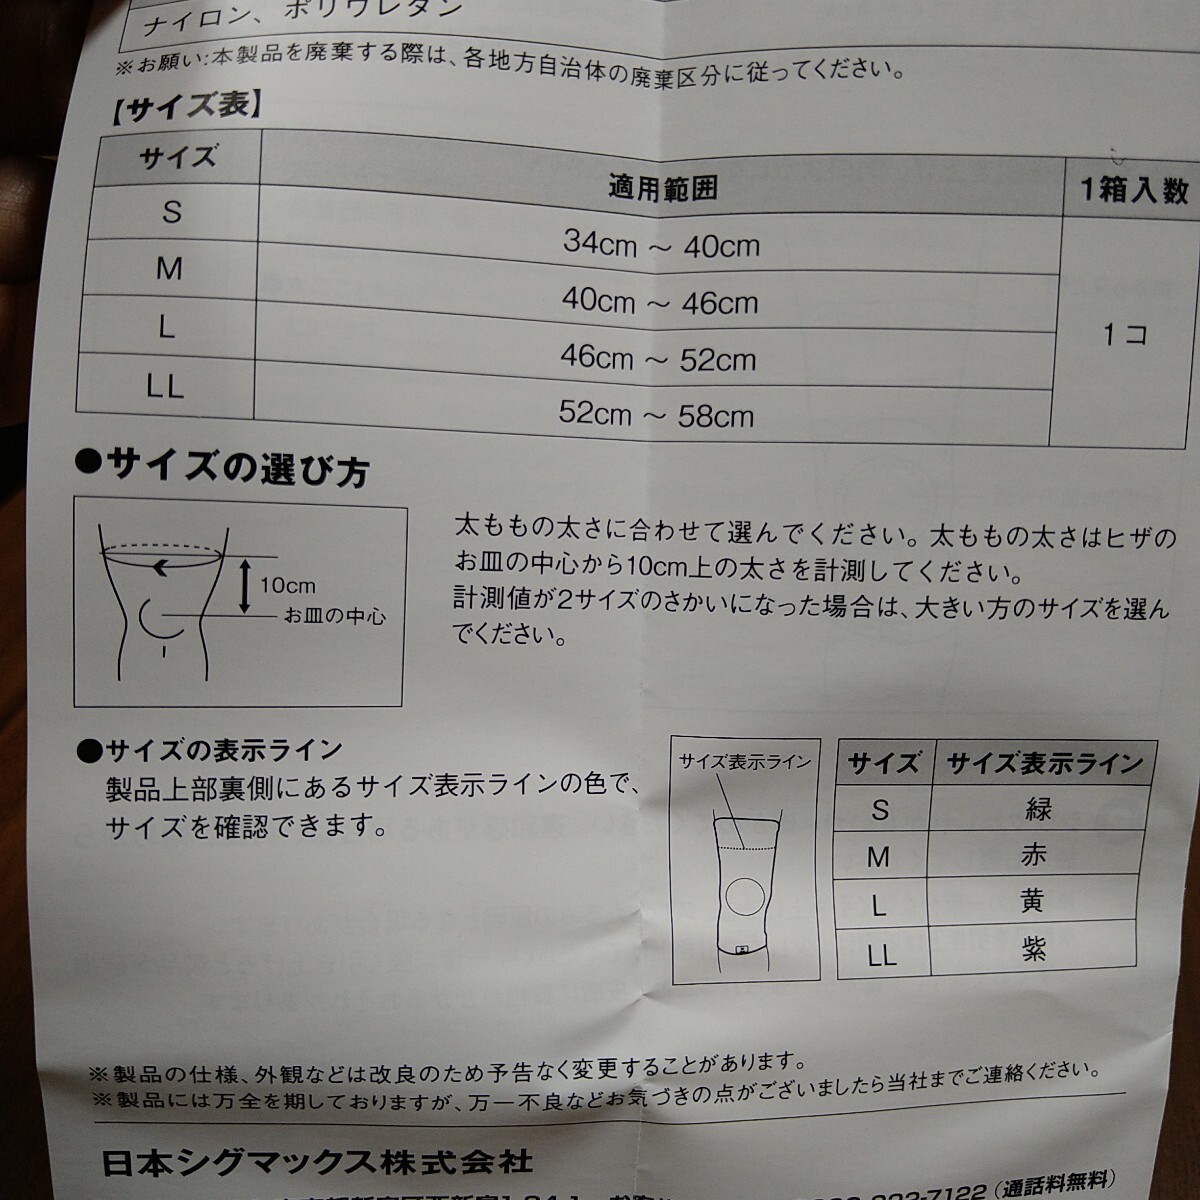 ナイロン、ポリウレタン
※お願い:本製品を廃棄する際は、各地方自治体の廃棄区分に従ってください。
【サイズ表】
サイズ 適用範囲 1箱入数
S 34cm ～ 40cm
M 40cm ～ 46cm
L 46cm ～ 52cm
LL 52cm ～ 58cm
1コ
●サイズの選び方
10cm
お皿の中心
太ももの太さに合わせて選んでください。太ももの太さはヒザの
お皿の中心から10cm上の太さを計測してください。
計測値が2サイズのさかいになった場合は、大きい方のサイズを選ん
でください。
●サイズの表示ライン
製品上部裏側にあるサイズ表示ラインの色で、
サイズを確認できます。
サイズ表示ライン
サイズ サイズ表示ライン
S 緑
M 赤
L 黄
LL 紫
※製品の仕様、外観などは改良のため予告なく変更することがあります。
※製品には万全を期しておりますが、万一不良などお気づきの点がございましたら当社までご連絡ください。
日本シグマックス株式会社
(通話料無料)